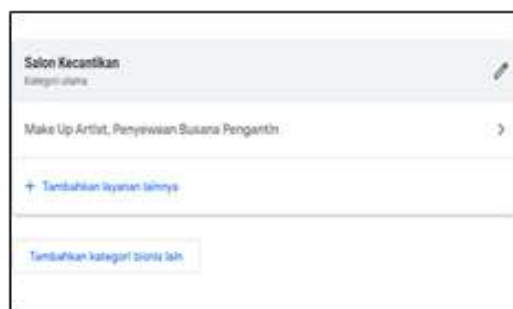 Salon Kecantikan
Kategori utama
Make Up Artist, Penyewaan Busana Pengantin
+ Tambahkan layanan lainnya
Tambahkan kategori bisnis lain